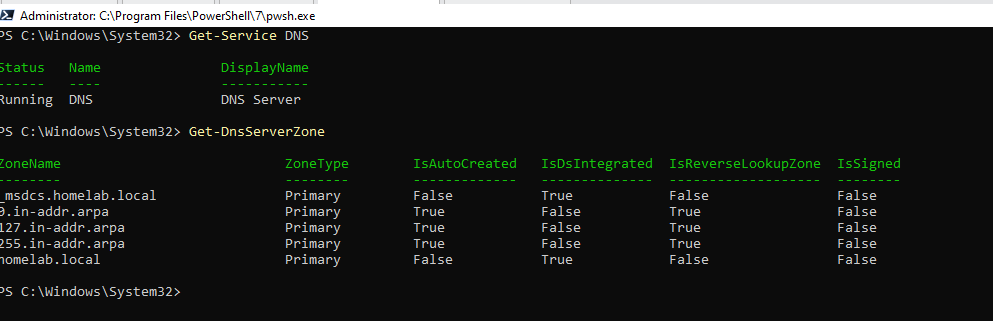 Administrator: C:\Program Files\PowerShell\7\pwsh.exe
PS C:\Windows\System32> Get-Service DNS
Status Name DisplayName
------ ---- -----------
Running DNS DNS Server
PS C:\Windows\System32> Get-DnsServerZone
ZoneName ZoneType IsAutoCreated IsDsIntegrated IsReverseLookupZone IsSigned
-------- -------- ------------- -------------- ------------------- --------
_msdcs.homelab.local Primary False True False False
0.in-addr.arpa Primary True False True False
127.in-addr.arpa Primary True False True False
255.in-addr.arpa Primary True False True False
homelab.local Primary False True False False
PS C:\Windows\System32>